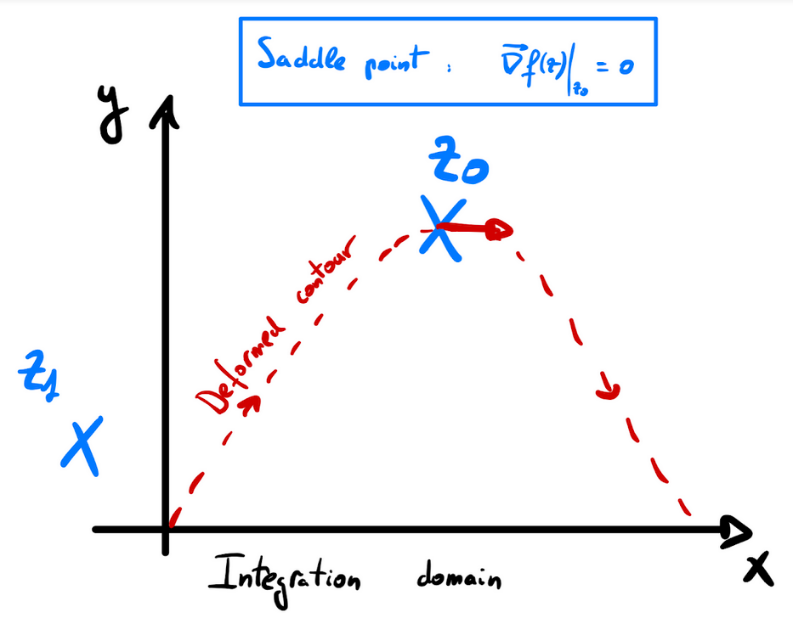 Saddle point : ∇⃗f(z)|z₀ = 0
y
z₀
Deformed contour
z₁
x
Integration domain